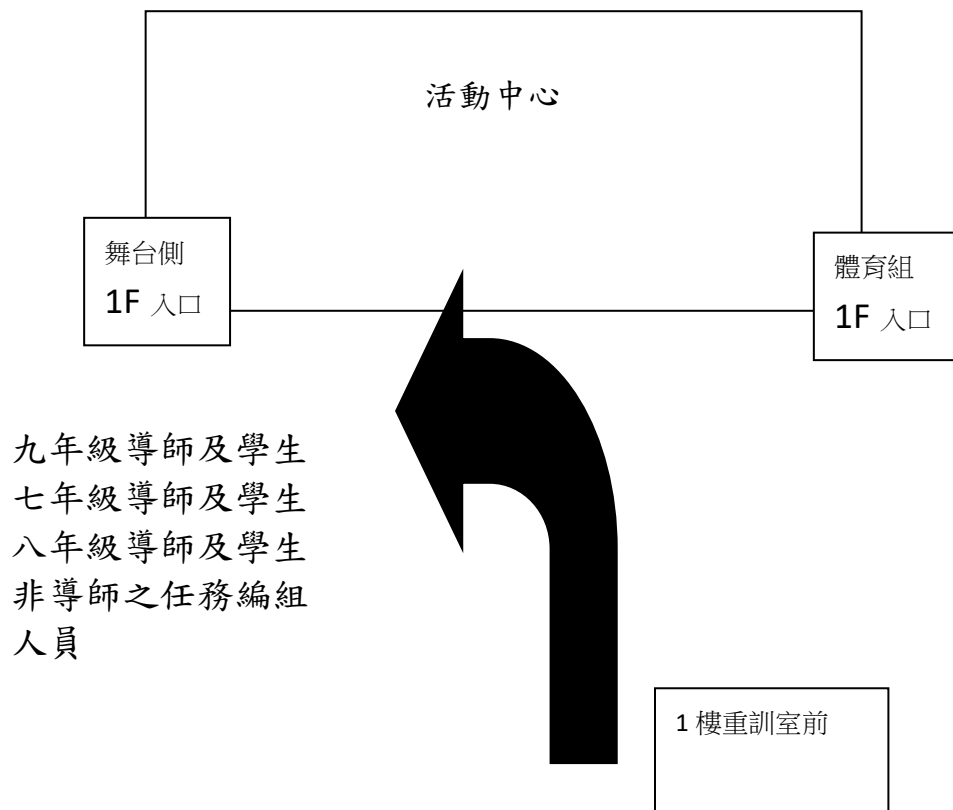 活動中心
舞台側
1F 入口
體育組
1F 入口
九年級導師及學生
七年級導師及學生
八年級導師及學生
非導師之任務編組
人員
1 樓重訓室前